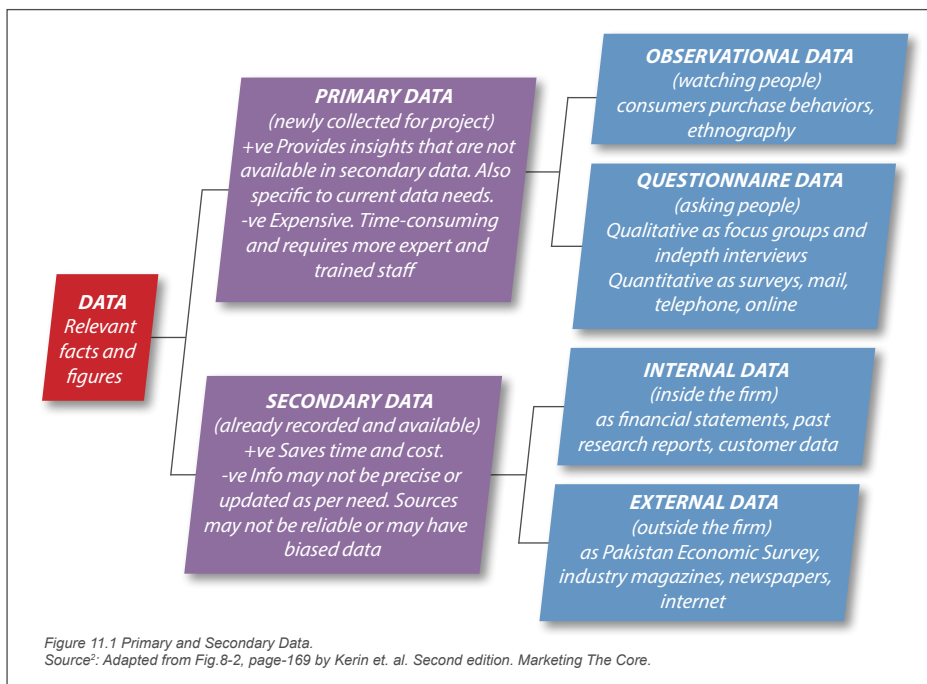 DATA
Relevant
facts and
figures
PRIMARY DATA
(newly collected for project)
+ve Provides insights that are not
available in secondary data. Also
specific to current data needs.
-ve Expensive. Time-consuming
and requires more expert and
trained staff
OBSERVATIONAL DATA
(watching people)
consumers purchase behaviors,
ethnography
QUESTIONNAIRE DATA
(asking people)
Qualitative as focus groups and
indepth interviews
Quantitative as surveys, mail,
telephone, online
SECONDARY DATA
(already recorded and available)
+ve Saves time and cost.
-ve Info may not be precise or
updated as per need. Sources
may not be reliable or may have
biased data
INTERNAL DATA
(inside the firm)
as financial statements, past
research reports, customer data
EXTERNAL DATA
(outside the firm)
as Pakistan Economic Survey,
industry magazines, newspapers,
internet
Figure 11.1 Primary and Secondary Data.
Source²: Adapted from Fig.8-2, page-169 by Kerin et. al. Second edition. Marketing The Core.